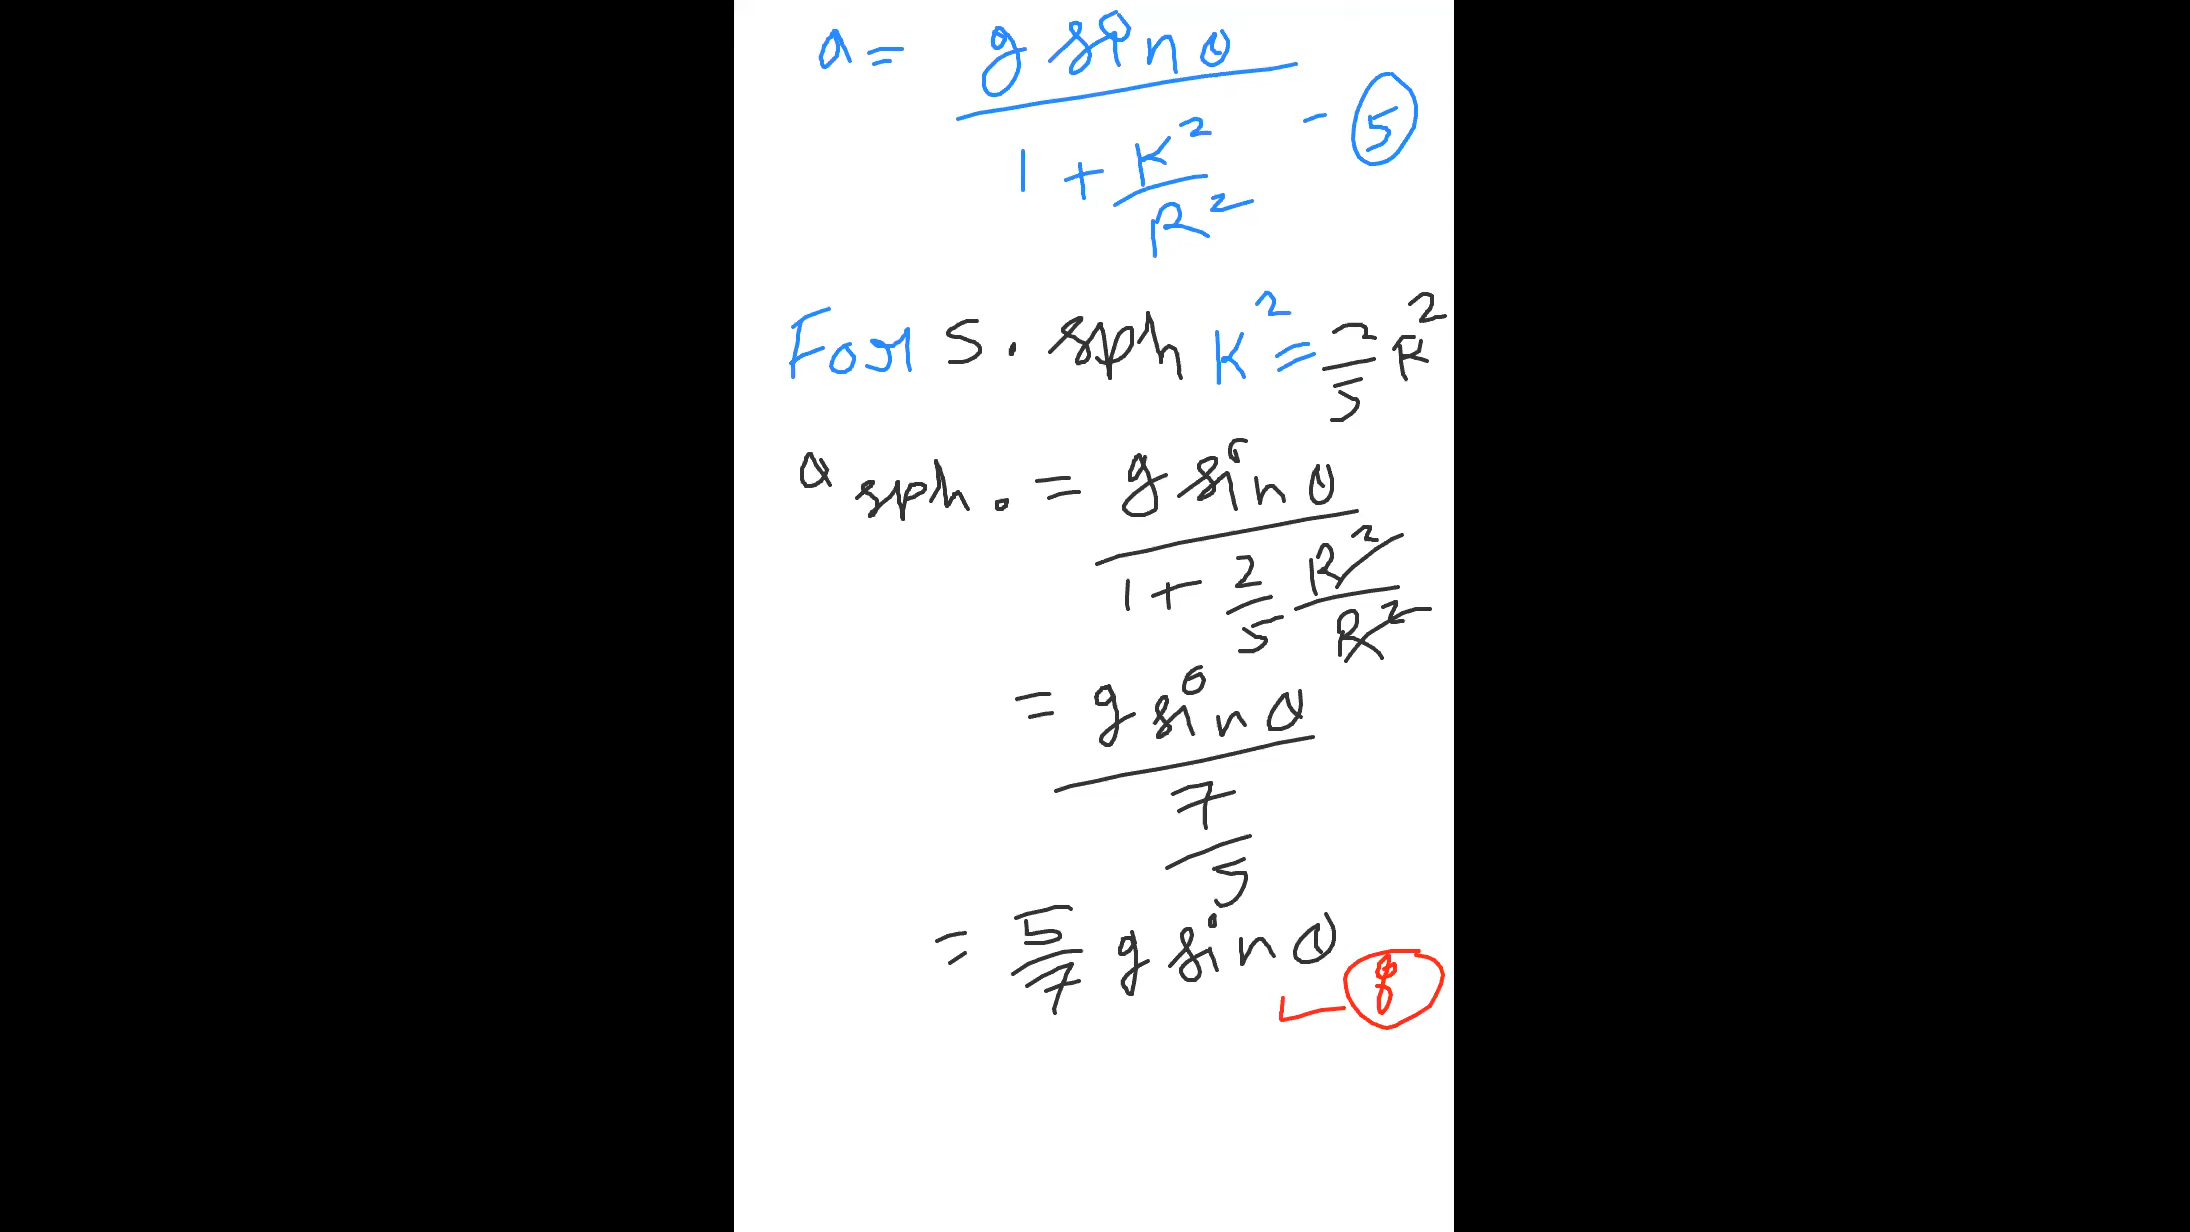 a = g sin θ / (1 + K² / R²) - (5)
For S. sph K² = 2/5 R²
a sph. = g sin θ / (1 + 2/5 R² / R²)
= g sin θ / (7/5)
= 5/7 g sin θ